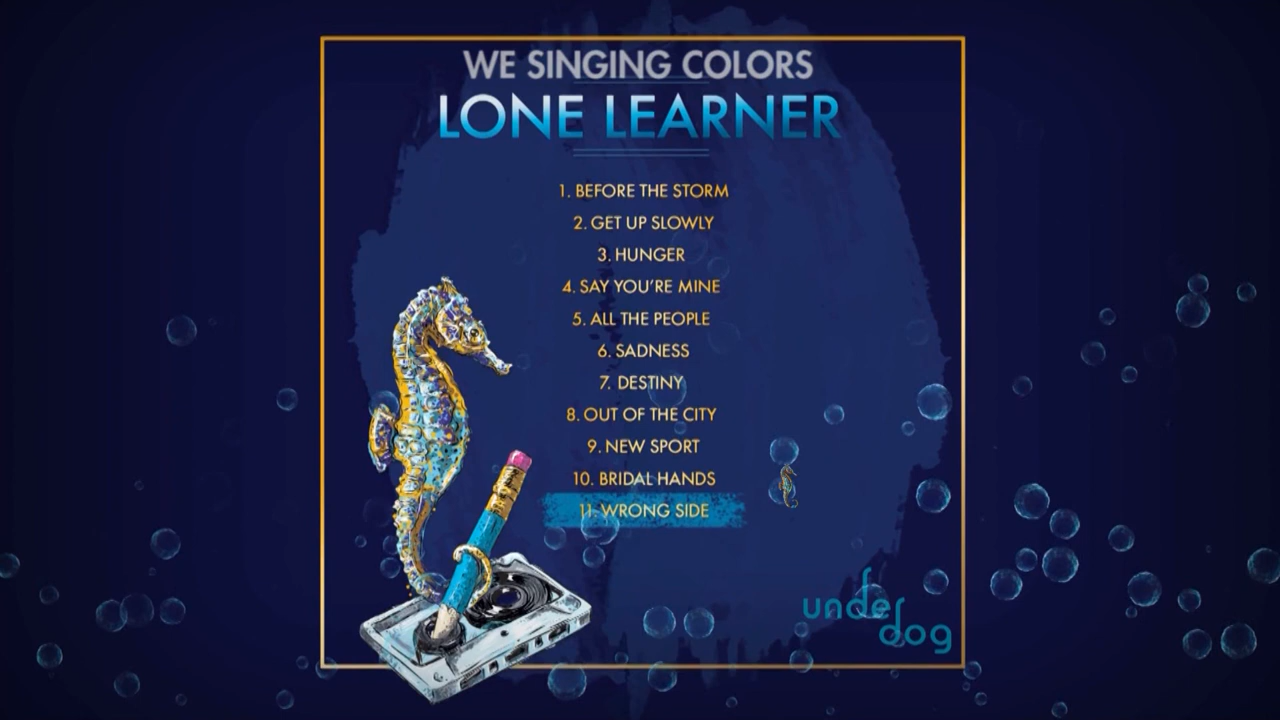 WE SINGING COLORS
LONE LEARNER
1. BEFORE THE STORM
2. GET UP SLOWLY
3. HUNGER
4. SAY YOU'RE MINE
5. ALL THE PEOPLE
6. SADNESS
7. DESTINY
8. OUT OF THE CITY
9. NEW SPORT
10. BRIDAL HANDS
11. WRONG SIDE
under
dog